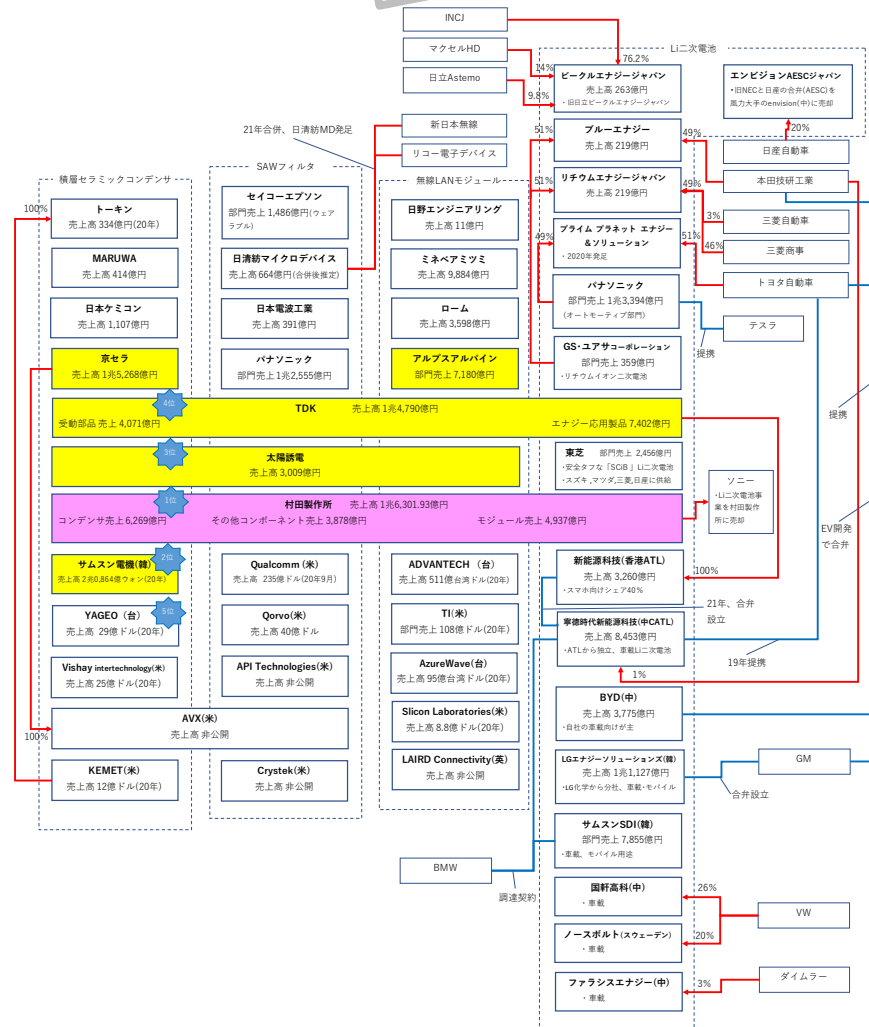 INCJ
マクセルHD
日立Astemo
14%
9.8%
76.2%
Li二次電池
ビークルエナジージャパン
売上高 263億円
・旧日立ビークルエナジージャパン
エンビジョンAESCジャパン
・旧NECと日産の合弁(AESC)を
風力大手のenvision(中)に売却
20%
日産自動車
21年合併、日清紡MD発足
新日本無線
リコー電子デバイス
51%
ブルーエナジー
売上高 219億円
49%
本田技研工業
51%
リチウムエナジージャパン
売上高 219億円
49%
3%
三菱自動車
46%
三菱商事
49%
プライム プラネット エナジー
＆ソリューション
・2020年発足
51%
トヨタ自動車
パナソニック
部門売上 1兆3,394億円
(オートモーティブ部門)
提携
テスラ
GS・ユアサコーポレーション
部門売上 359億円
・リチウムイオン二次電池
積層セラミックコンデンサ
100%
トーキン
売上高 334億円(20年)
MARUWA
売上高 414億円
日本ケミコン
売上高 1,107億円
京セラ
売上高 1兆5,268億円
SAWフィルタ
セイコーエプソン
部門売上 1,486億円(ウェア
ラブル)
日清紡マイクロデバイス
売上高 664億円(合併後推定)
日本電波工業
売上高 391億円
パナソニック
部門売上 1兆2,555億円
無線LANモジュール
日野エンジニアリング
売上高 11億円
ミネベアミツミ
売上高 9,884億円
ローム
売上高 3,598億円
アルプスアルパイン
部門売上 7,180億円
4位
TDK 売上高 1兆4,790億円
受動部品 売上 4,071億円 エナジー応用製品 7,402億円
3位
太陽誘電
売上高 3,009億円
東芝 部門売上 2,456億円
・安全タフな「SCiB 」Li二次電池
・スズキ,マツダ,三菱,日産に供給
1位
村田製作所 売上高 1兆6,301.93億円
コンデンサ売上 6,269億円 その他コンポーネント売上 3,878億円 モジュール売上 4,937億円
ソニー
・Li二次電池事
業を村田製作
所に売却
提携
EV開発
で合弁
2位
サムスン電機(韓)
売上高 2兆0,864億ウォン(20年)
5位
YAGEO（台）
売上高 29億ドル(20年)
Vishay intertechnology(米)
売上高 25億ドル(20年)
AVX(米)
売上高 非公開
100%
KEMET(米)
売上高 12億ドル(20年)
Qualcomm (米)
売上高 235億ドル(20年9月)
Qorvo(米)
売上高 40億ドル
API Technologies(米)
売上高 非公開
Crystek(米)
売上高 非公開
ADVANTECH （台）
売上高 511億台湾ドル(20年)
TI(米)
部門売上 108億ドル(20年)
AzureWave(台)
売上高 95億台湾ドル(20年)
Slicon Laboratories(米)
売上高 8.8億ドル(20年)
LAIRD Connectivity(英)
売上高 非公開
新能源科技(香港ATL)
売上高 3,260億円
・スマホ向けシェア40%
100%
21年、合弁
設立
寧徳時代新能源科技(中CATL)
売上高 8,453億円
・ATLから独立、車載Li二次電池
1%
19年提携
BYD(中)
売上高 3,775億円
・自社の車載向けが主
LGエナジーソリューションズ(韓)
売上高 1兆1,127億円
・LG化学から分社、車載・モバイル
GM
合弁設立
サムスンSDI(韓)
部門売上 7,855億円
・車載、モバイル用途
BMW
調達契約
国軒高科(中)
・車載
26%
VW
ノースボルト(スウェーデン)
・車載
20%
ファラシスエナジー(中)
・車載
3%
ダイムラー